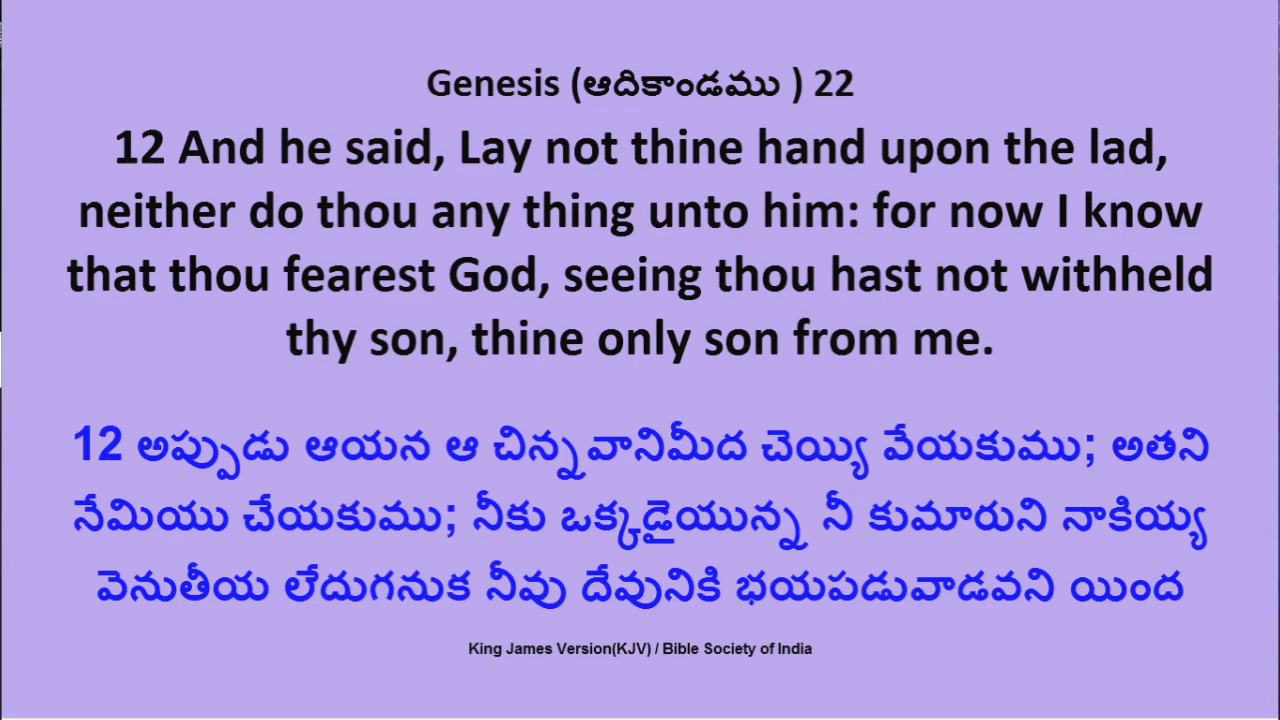 Genesis (ఆదికాండము ) 22
12 And he said, Lay not thine hand upon the lad,
neither do thou any thing unto him: for now I know
that thou fearest God, seeing thou hast not withheld
thy son, thine only son from me.
12 అప్పుడు ఆయన ఆ చిన్నవానిమీద చెయ్యి వేయకుము; అతని
నేమియు చేయకుము; నీకు ఒక్కడైయున్న నీ కుమారుని నాకియ్య
వెనుతీయ లేదుగనుక నీవు దేవునికి భయపడువాడవని యింద
King James Version(KJV) / Bible Society of India